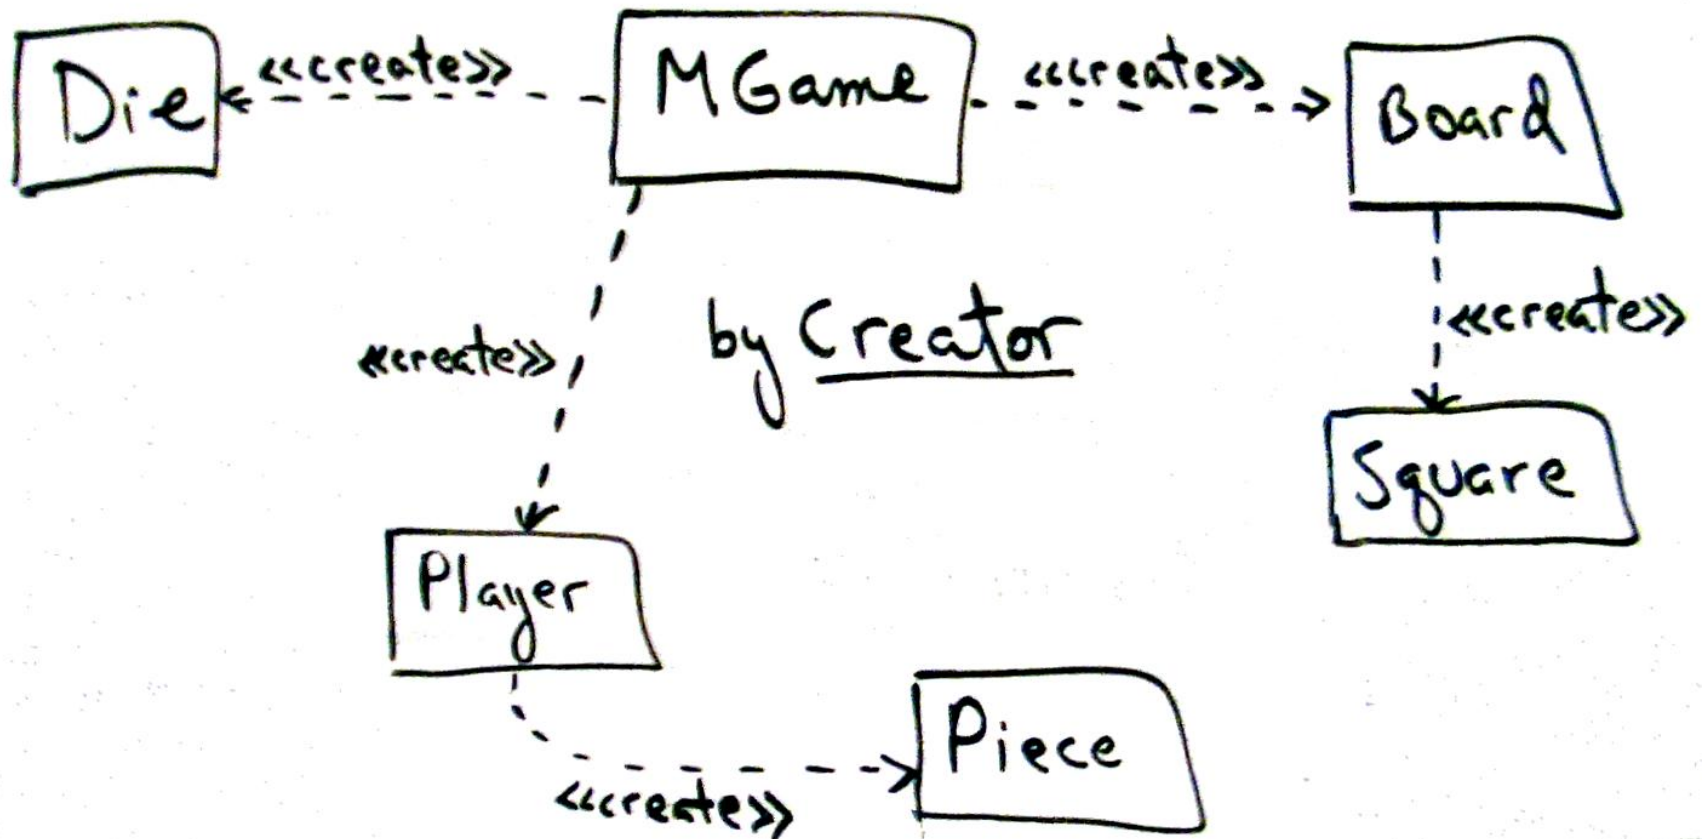 Die
<<create>>
MGame
<<create>>
Board
<<create>>
by Creator
<<create>>
Square
Player
Piece
<<create>>